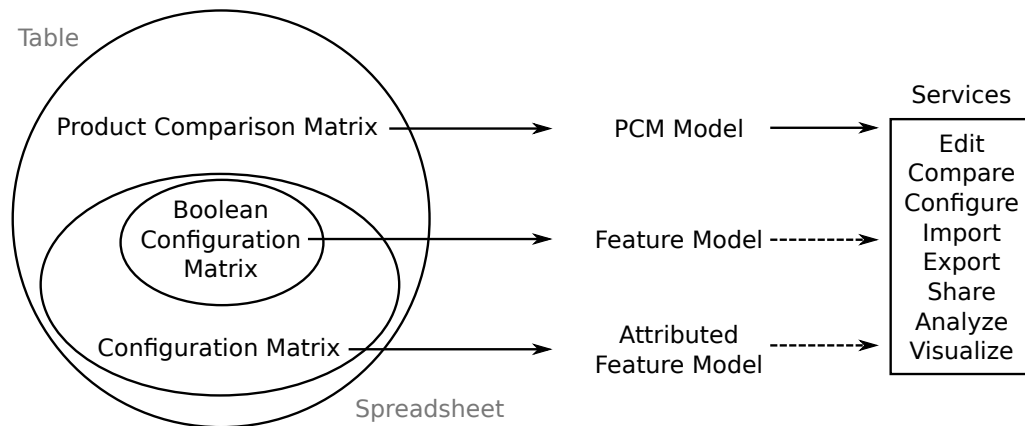 Table
Services
Product Comparison Matrix
PCM Model
Edit
Compare
Configure
Import
Export
Share
Analyze
Visualize
Boolean
Configuration
Matrix
Feature Model
Configuration Matrix
Attributed
Feature Model
Spreadsheet